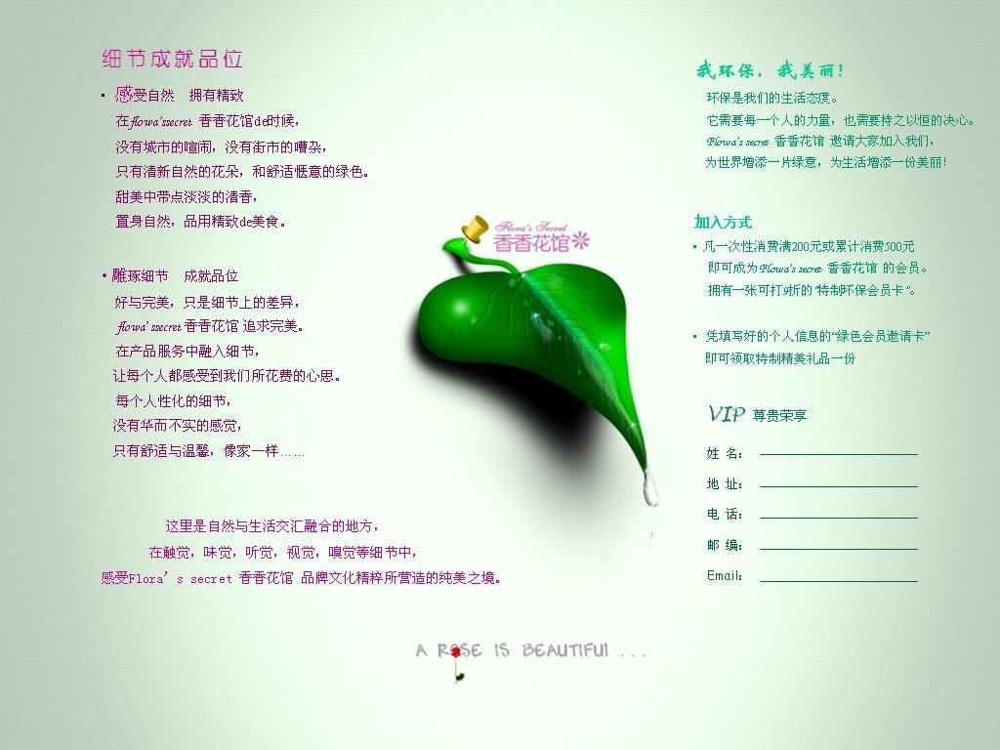 细节成就品位
· 感受自然 拥有精致
在flowa'ssecret 香香花馆de时候，
没有城市的喧闹，没有街市的嘈杂，
只有清新自然的花朵，和舒适惬意的绿色。
甜美中带点淡淡的清香，
置身自然，品用精致de美食。
· 雕琢细节 成就品位
好与完美，只是细节上的差异，
flowa'ssecret 香香花馆 追求完美。
在产品服务中融入细节，
让每个人都感受到我们所花费的心思。
每个人性化的细节，
没有华而不实的感觉，
只有舒适与温馨，像家一样……
这里是自然与生活交汇融合的地方，
在触觉，味觉，听觉，视觉，嗅觉等细节中，
感受Flora's secret 香香花馆 品牌文化精粹所营造的纯美之境。
Flora's Secret
香香花馆
A ROSE IS BEAUTIFUl ...
我环保，我美丽！
环保是我们的生活态度。
它需要每一个人的力量，也需要持之以恒的决心。
Flowa's secret 香香花馆 邀请大家加入我们，
为世界增添一片绿意，为生活增添一份美丽！
加入方式
· 凡一次性消费满200元或累计消费500元
即可成为Flowa's secret 香香花馆 的会员。
拥有一张可打9折的“特制环保会员卡”。
· 凭填写好的个人信息的“绿色会员邀请卡”
即可领取特制精美礼品一份
VIP 尊贵荣享
姓 名：
地 址：
电 话：
邮 编：
Email：